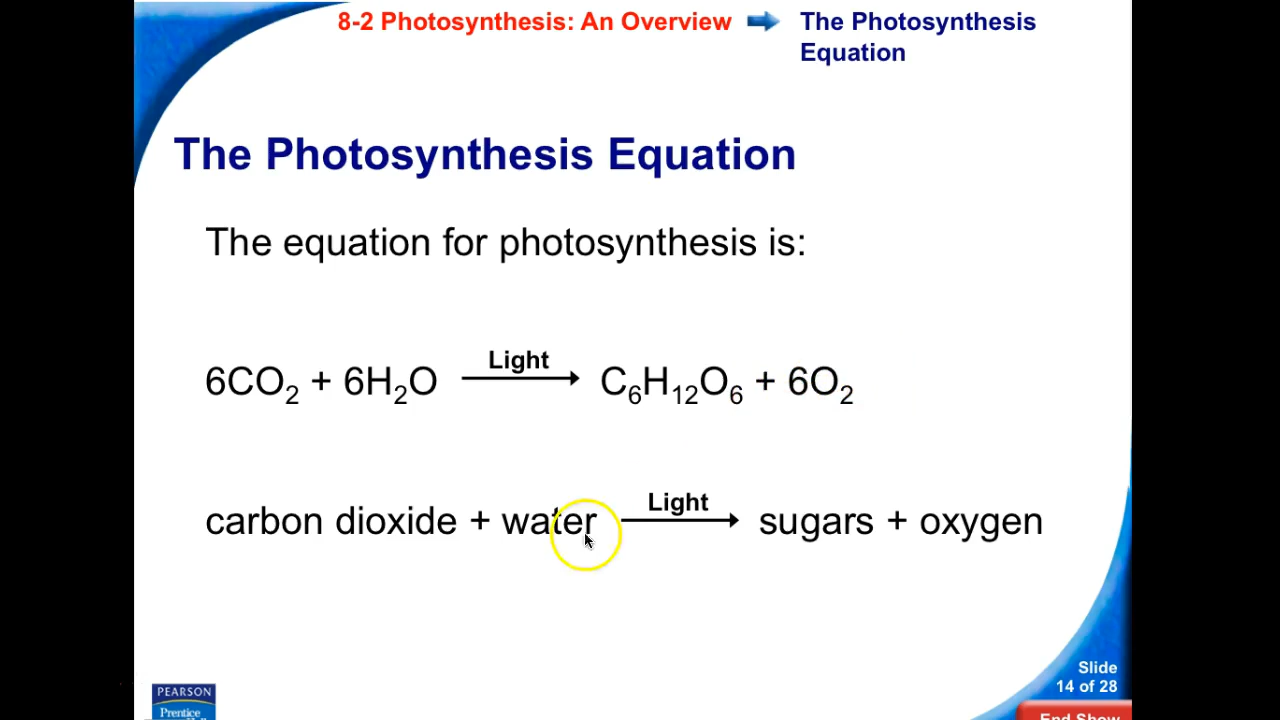 8-2 Photosynthesis: An Overview
The Photosynthesis
Equation
The Photosynthesis Equation
The equation for photosynthesis is:
Light
6CO₂ + 6H₂O → C₆H₁₂O₆ + 6O₂
Light
carbon dioxide + water → sugars + oxygen
Slide
14 of 28
PEARSON
Prentice
End Show